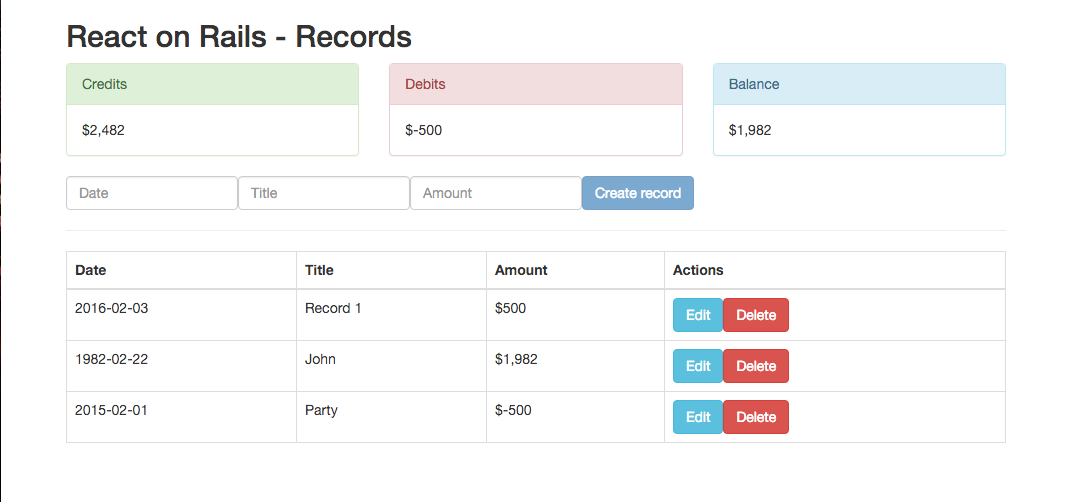 React on Rails - Records
Credits
Debits
Balance
$2,482
$-500
$1,982
Date
Title
Amount
Create record
Date Title Amount Actions
2016-02-03 Record 1 $500 Edit Delete
1982-02-22 John $1,982 Edit Delete
2015-02-01 Party $-500 Edit Delete